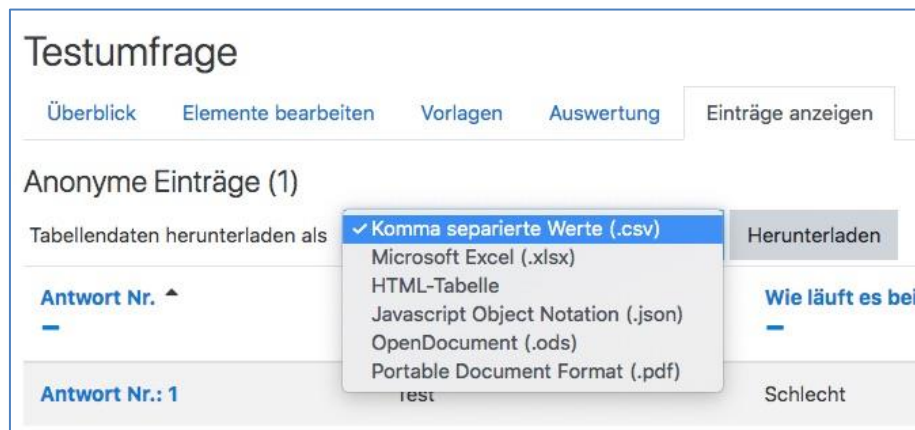 Testumfrage
Überblick Elemente bearbeiten Vorlagen Auswertung Einträge anzeigen
Anonyme Einträge (1)
Tabellendaten herunterladen als ✓ Komma separierte Werte (.csv) Herunterladen
Microsoft Excel (.xlsx)
HTML-Tabelle
Javascript Object Notation (.json)
OpenDocument (.ods)
Portable Document Format (.pdf)
Antwort Nr. Wie läuft es bei
Antwort Nr.: 1 Test Schlecht